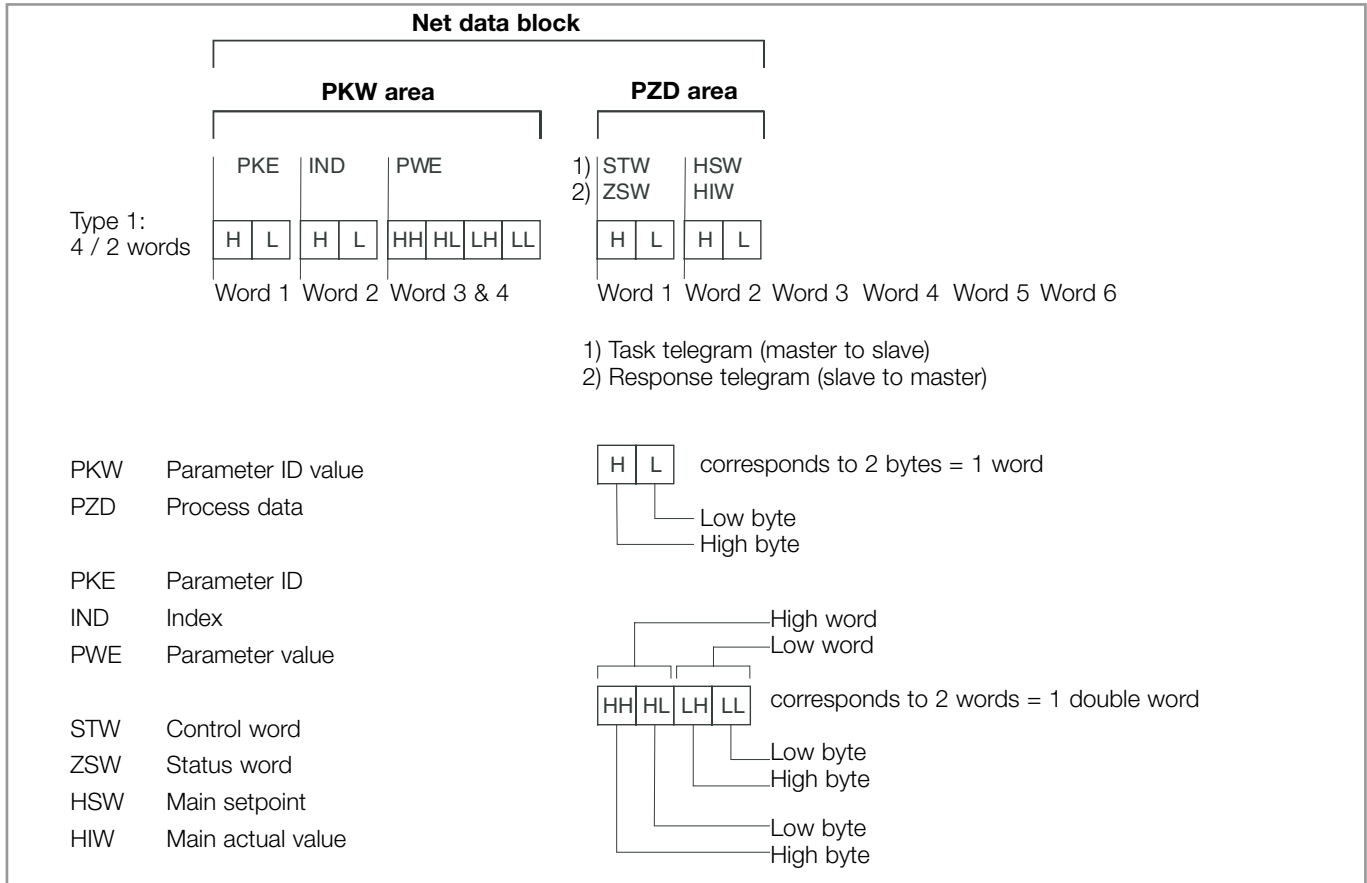 Net data block
PKW area PZD area
PKE IND PWE 1) STW HSW
2) ZSW HIW
Type 1:
4 / 2 words H L H L HH HL LH LL H L H L
Word 1 Word 2 Word 3 & 4 Word 1 Word 2 Word 3 Word 4 Word 5 Word 6
1) Task telegram (master to slave)
2) Response telegram (slave to master)
PKW Parameter ID value
PZD Process data
PKE Parameter ID
IND Index
PWE Parameter value
STW Control word
ZSW Status word
HSW Main setpoint
HIW Main actual value
H L corresponds to 2 bytes = 1 word
Low byte
High byte
High word
Low word
HH HL LH LL corresponds to 2 words = 1 double word
Low byte
High byte
Low byte
High byte